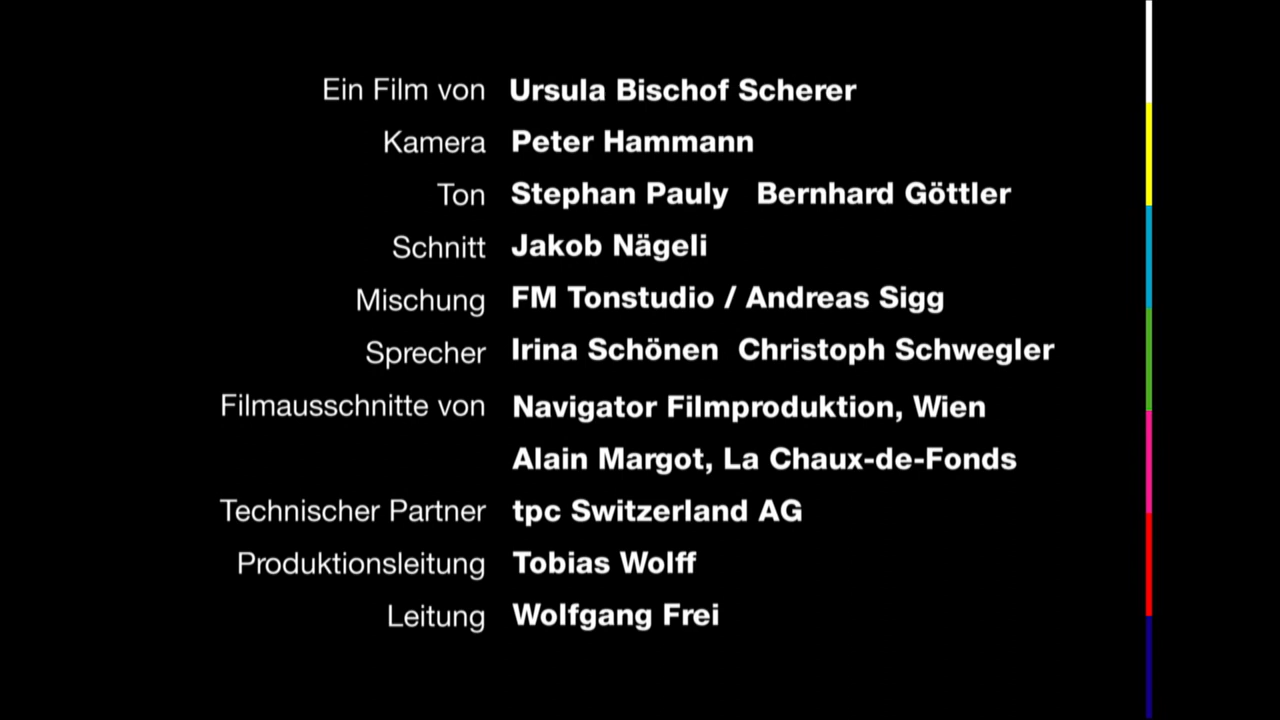 Ein Film von Ursula Bischof Scherer
Kamera Peter Hammann
Ton Stephan Pauly Bernhard Göttler
Schnitt Jakob Nägeli
Mischung FM Tonstudio / Andreas Sigg
Sprecher Irina Schönen Christoph Schwegler
Filmausschnitte von Navigator Filmproduktion, Wien
Alain Margot, La Chaux-de-Fonds
Technischer Partner tpc Switzerland AG
Produktionsleitung Tobias Wolff
Leitung Wolfgang Frei